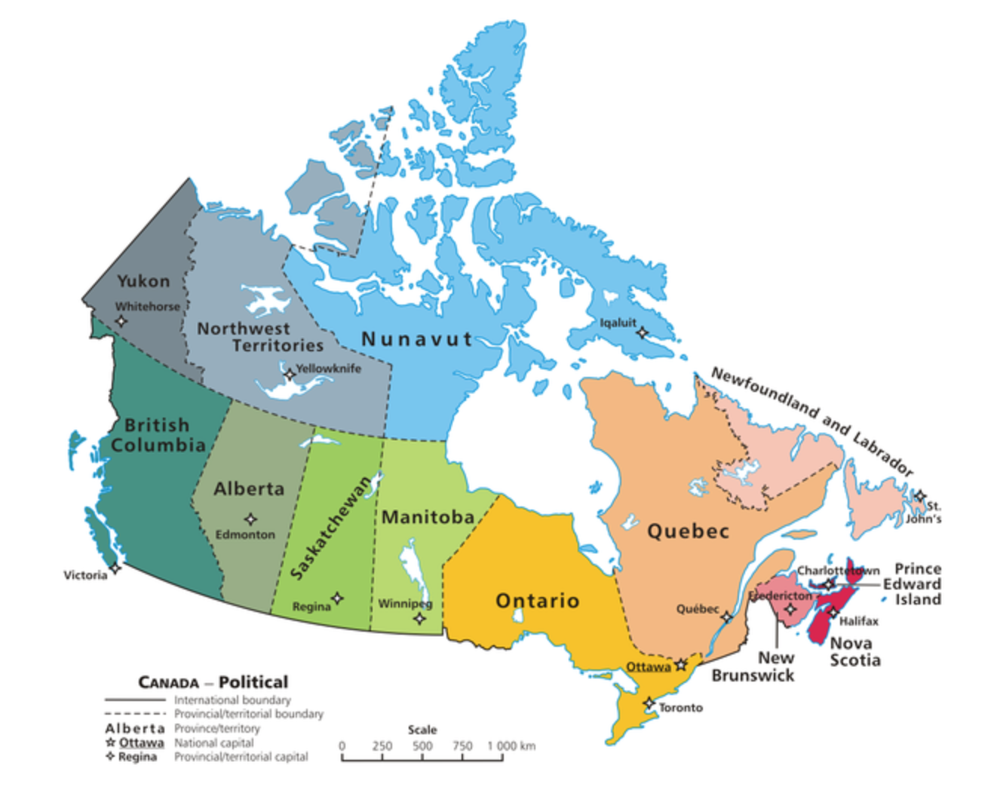 Yukon
Whitehorse
Northwest
Territories
Yellowknife
Nunavut
Iqaluit
British
Columbia
Victoria
Alberta
Edmonton
Saskatchewan
Regina
Manitoba
Winnipeg
Ontario
Ottawa
Toronto
Quebec
Québec
Newfoundland and Labrador
St.
John's
Charlottetown
Prince
Edward
Island
Fredericton
Halifax
Nova
Scotia
New
Brunswick
CANADA – Political
International boundary
Provincial/territorial boundary
Alberta Province/territory
Ottawa National capital
Regina Provincial/territorial capital
Scale
0 250 500 750 1 000 km